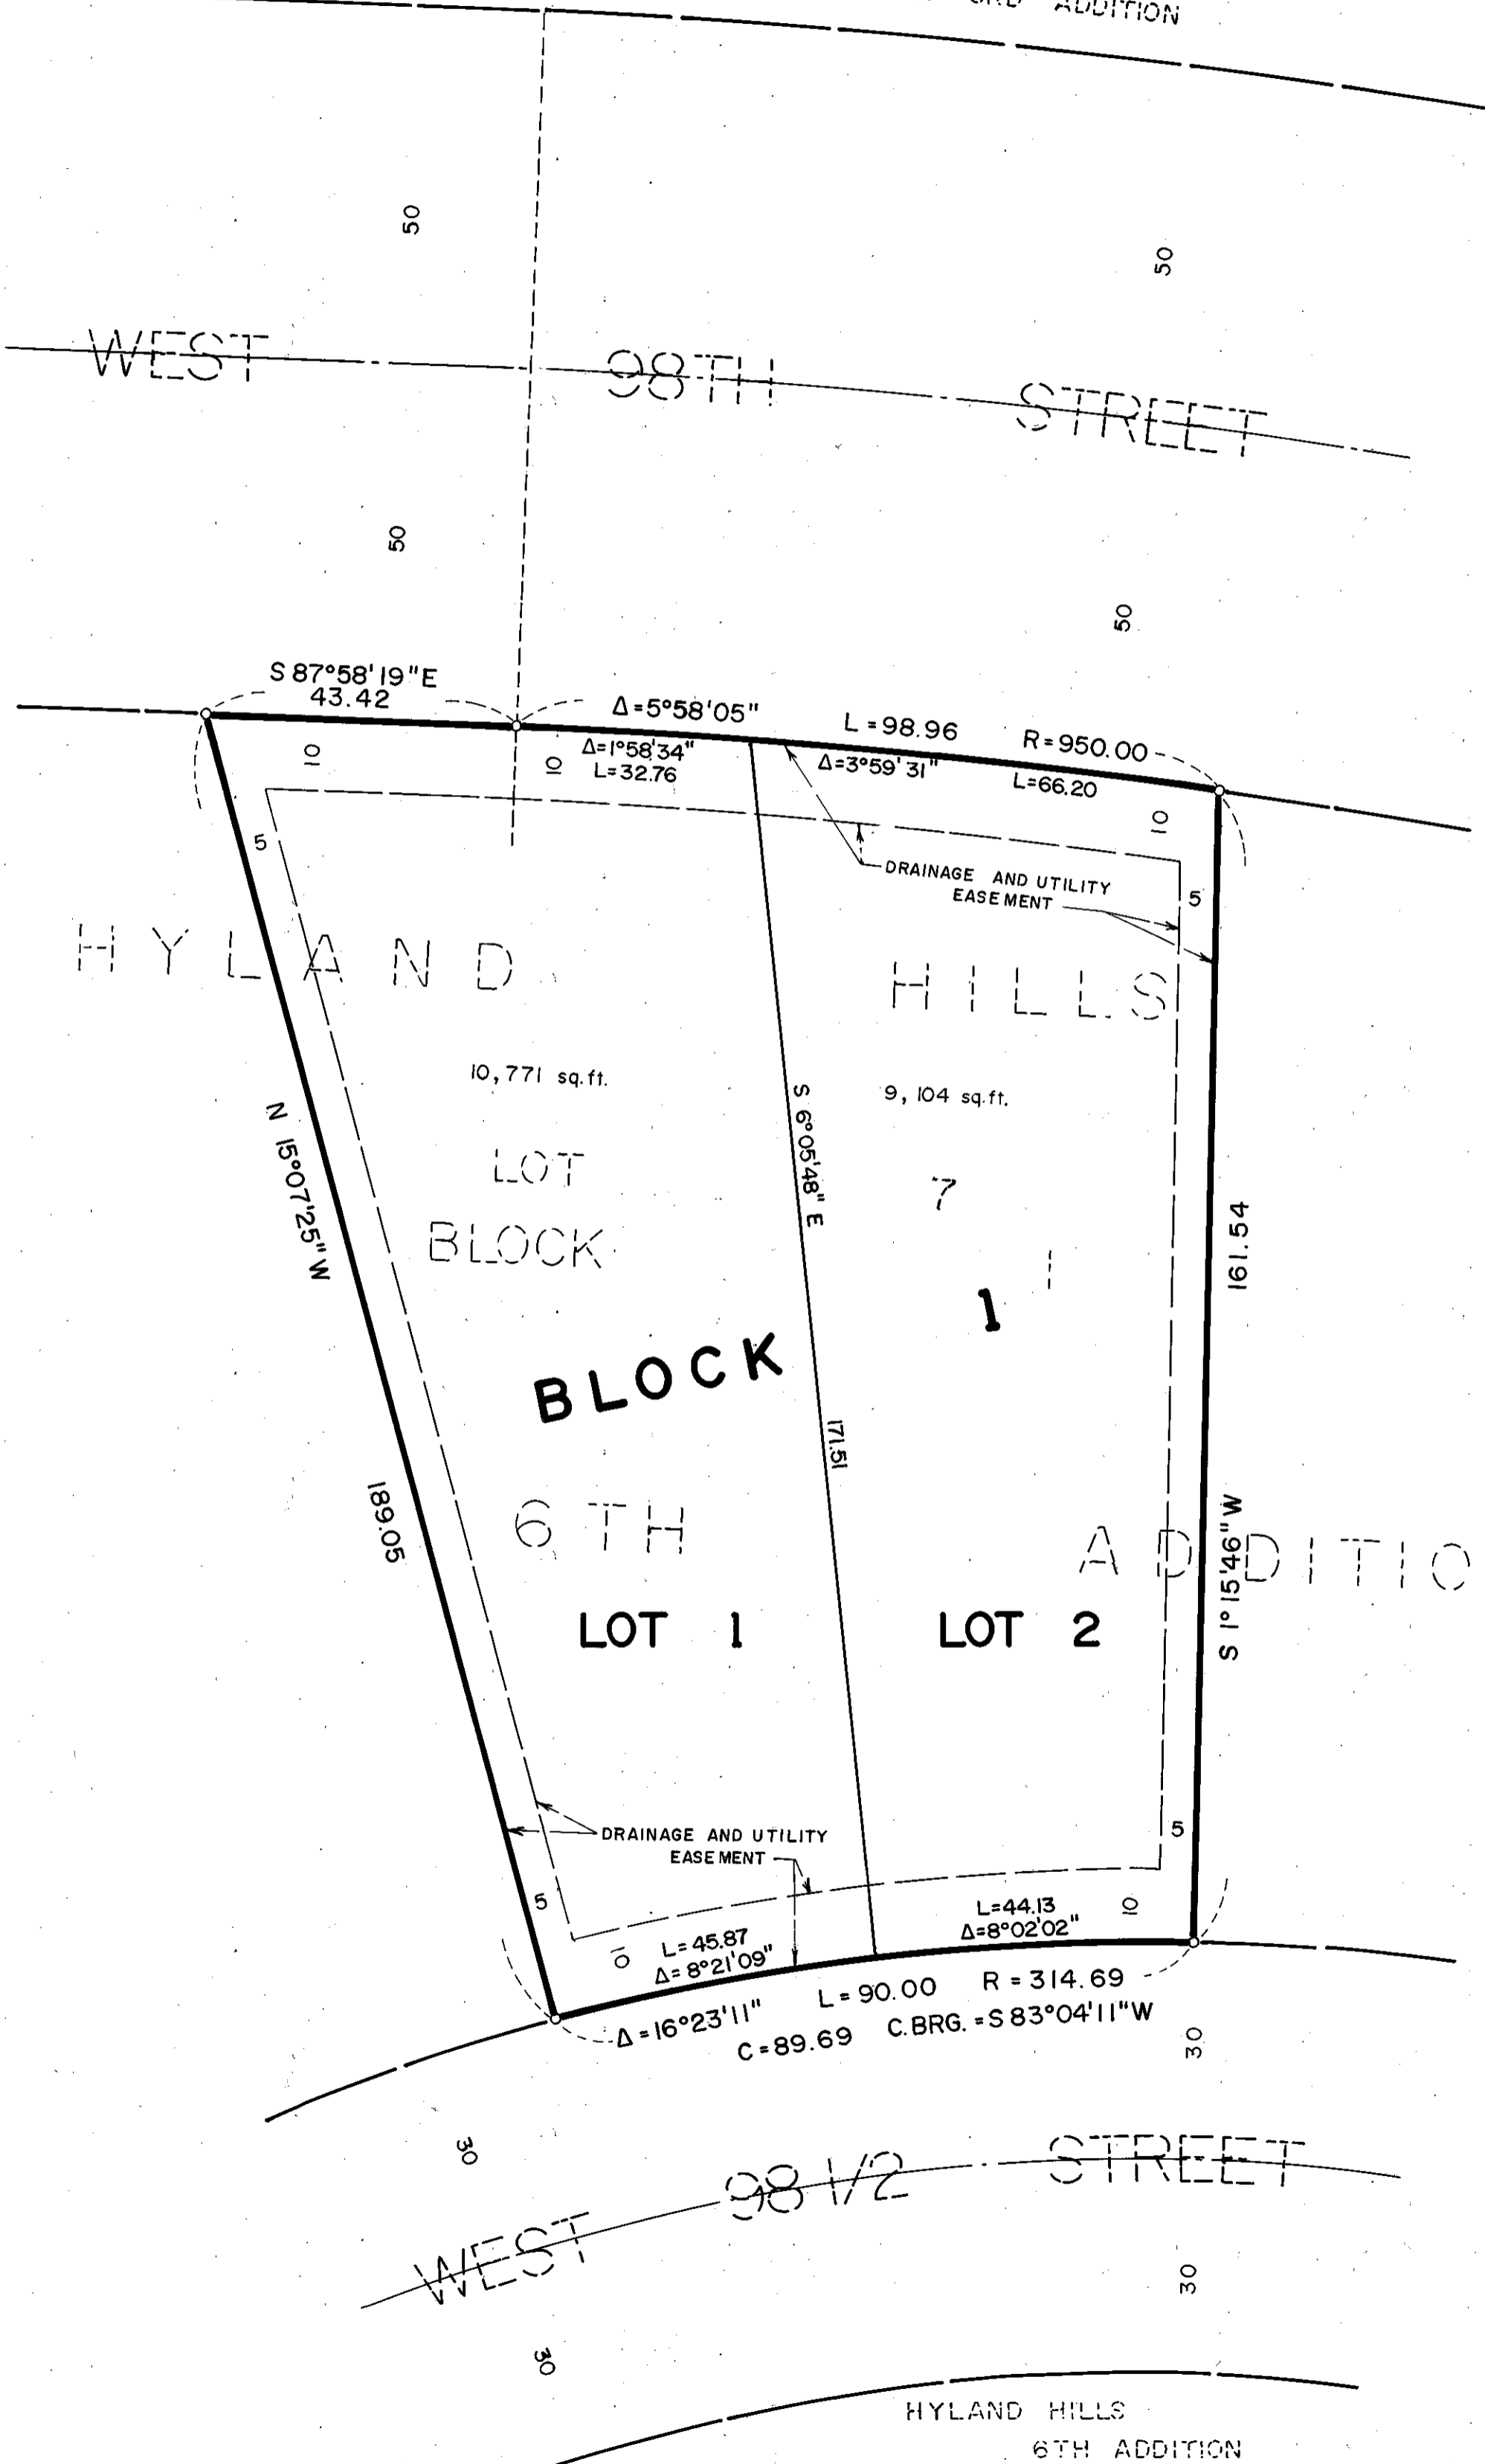 ADDITION
50
50
WEST 98TH STREET
50
50
S 87°58'19"E
43.42
Δ=5°58'05"
L=98.96
R=950.00
10
10
Δ=1°58'34"
L=32.76
Δ=3°59'31"
L=66.20
10
5
DRAINAGE AND UTILITY
EASEMENT
5
HYLAND HILLS
10,771 sq.ft.
9,104 sq.ft.
N 15°07'25"W
S 6°05'48" E
LOT 7
BLOCK 1
161.54
BLOCK 1
171.51
189.05
6TH ADDITIO
S 1°15'46"W
LOT 1
LOT 2
DRAINAGE AND UTILITY
EASEMENT
5
5
10
L=45.87
Δ=8°21'09"
L=44.13
Δ=8°02'02"
10
Δ=16°23'11"
L=90.00
R=314.69
C=89.69
C.BRG.=S 83°04'11"W
30
30
WEST 98 1/2 STREET
30
30
HYLAND HILLS
6TH ADDITION